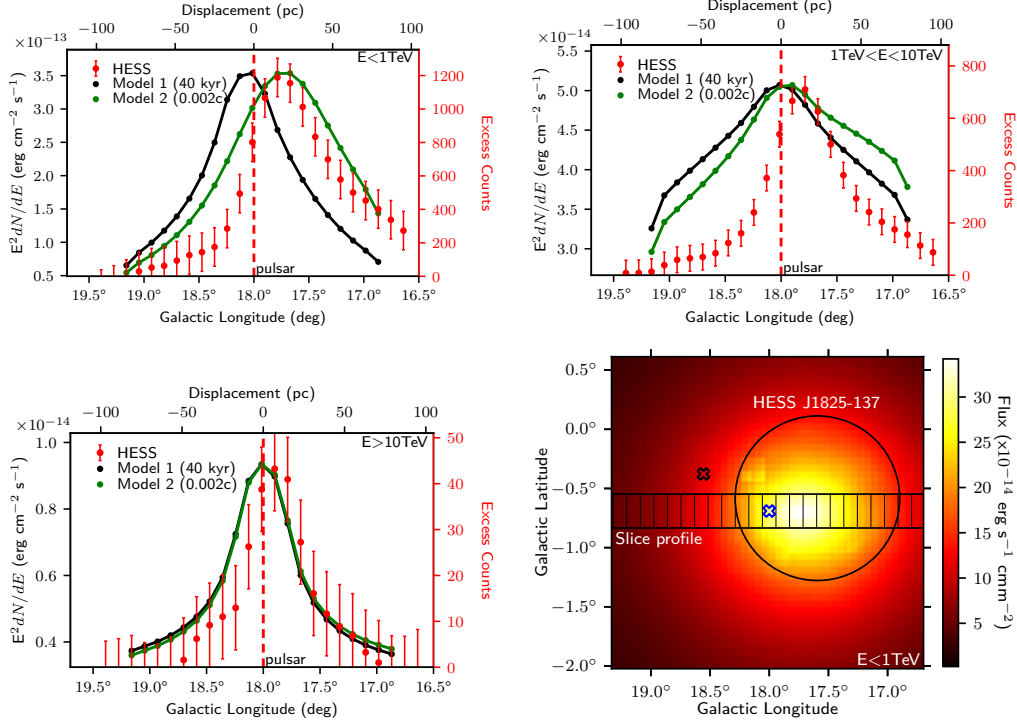 Displacement (pc)
×10⁻¹³ −100 −50 0 50 100
E<1TeV
HESS
Model 1 (40 kyr)
Model 2 (0.002c)
E²dN/dE (erg cm⁻² s⁻¹)
3.5
3.0
2.5
2.0
1.5
1.0
0.5
1200
1000
800
600
400
200
0
Excess Counts
pulsar
19.5° 19.0° 18.5° 18.0° 17.5° 17.0° 16.5°
Galactic Longitude (deg)
Displacement (pc)
×10⁻¹⁴ −100 −50 0 50 100
1TeV<E<10TeV
HESS
Model 1 (40 kyr)
Model 2 (0.002c)
E²dN/dE (erg cm⁻² s⁻¹)
5.5
5.0
4.5
4.0
3.5
3.0
800
600
400
200
0
Excess Counts
pulsar
19.5° 19.0° 18.5° 18.0° 17.5° 17.0° 16.5°
Galactic Longitude (deg)
Displacement (pc)
×10⁻¹⁴ −100 −50 0 50 100
E>10TeV
HESS
Model 1 (40 kyr)
Model 2 (0.002c)
E²dN/dE (erg cm⁻² s⁻¹)
1.0
0.8
0.6
0.4
50
40
30
20
10
0
Excess Counts
pulsar
19.5° 19.0° 18.5° 18.0° 17.5° 17.0° 16.5°
Galactic Longitude (deg)
HESS J1825-137
Slice profile
E<1TeV
Galactic Latitude
0.5°
0.0°
−0.5°
−1.0°
−1.5°
−2.0°
19.0° 18.5° 18.0° 17.5° 17.0°
Galactic Longitude
30
25
20
15
10
5
Flux (×10⁻¹⁴ erg s⁻¹ cmm⁻²)